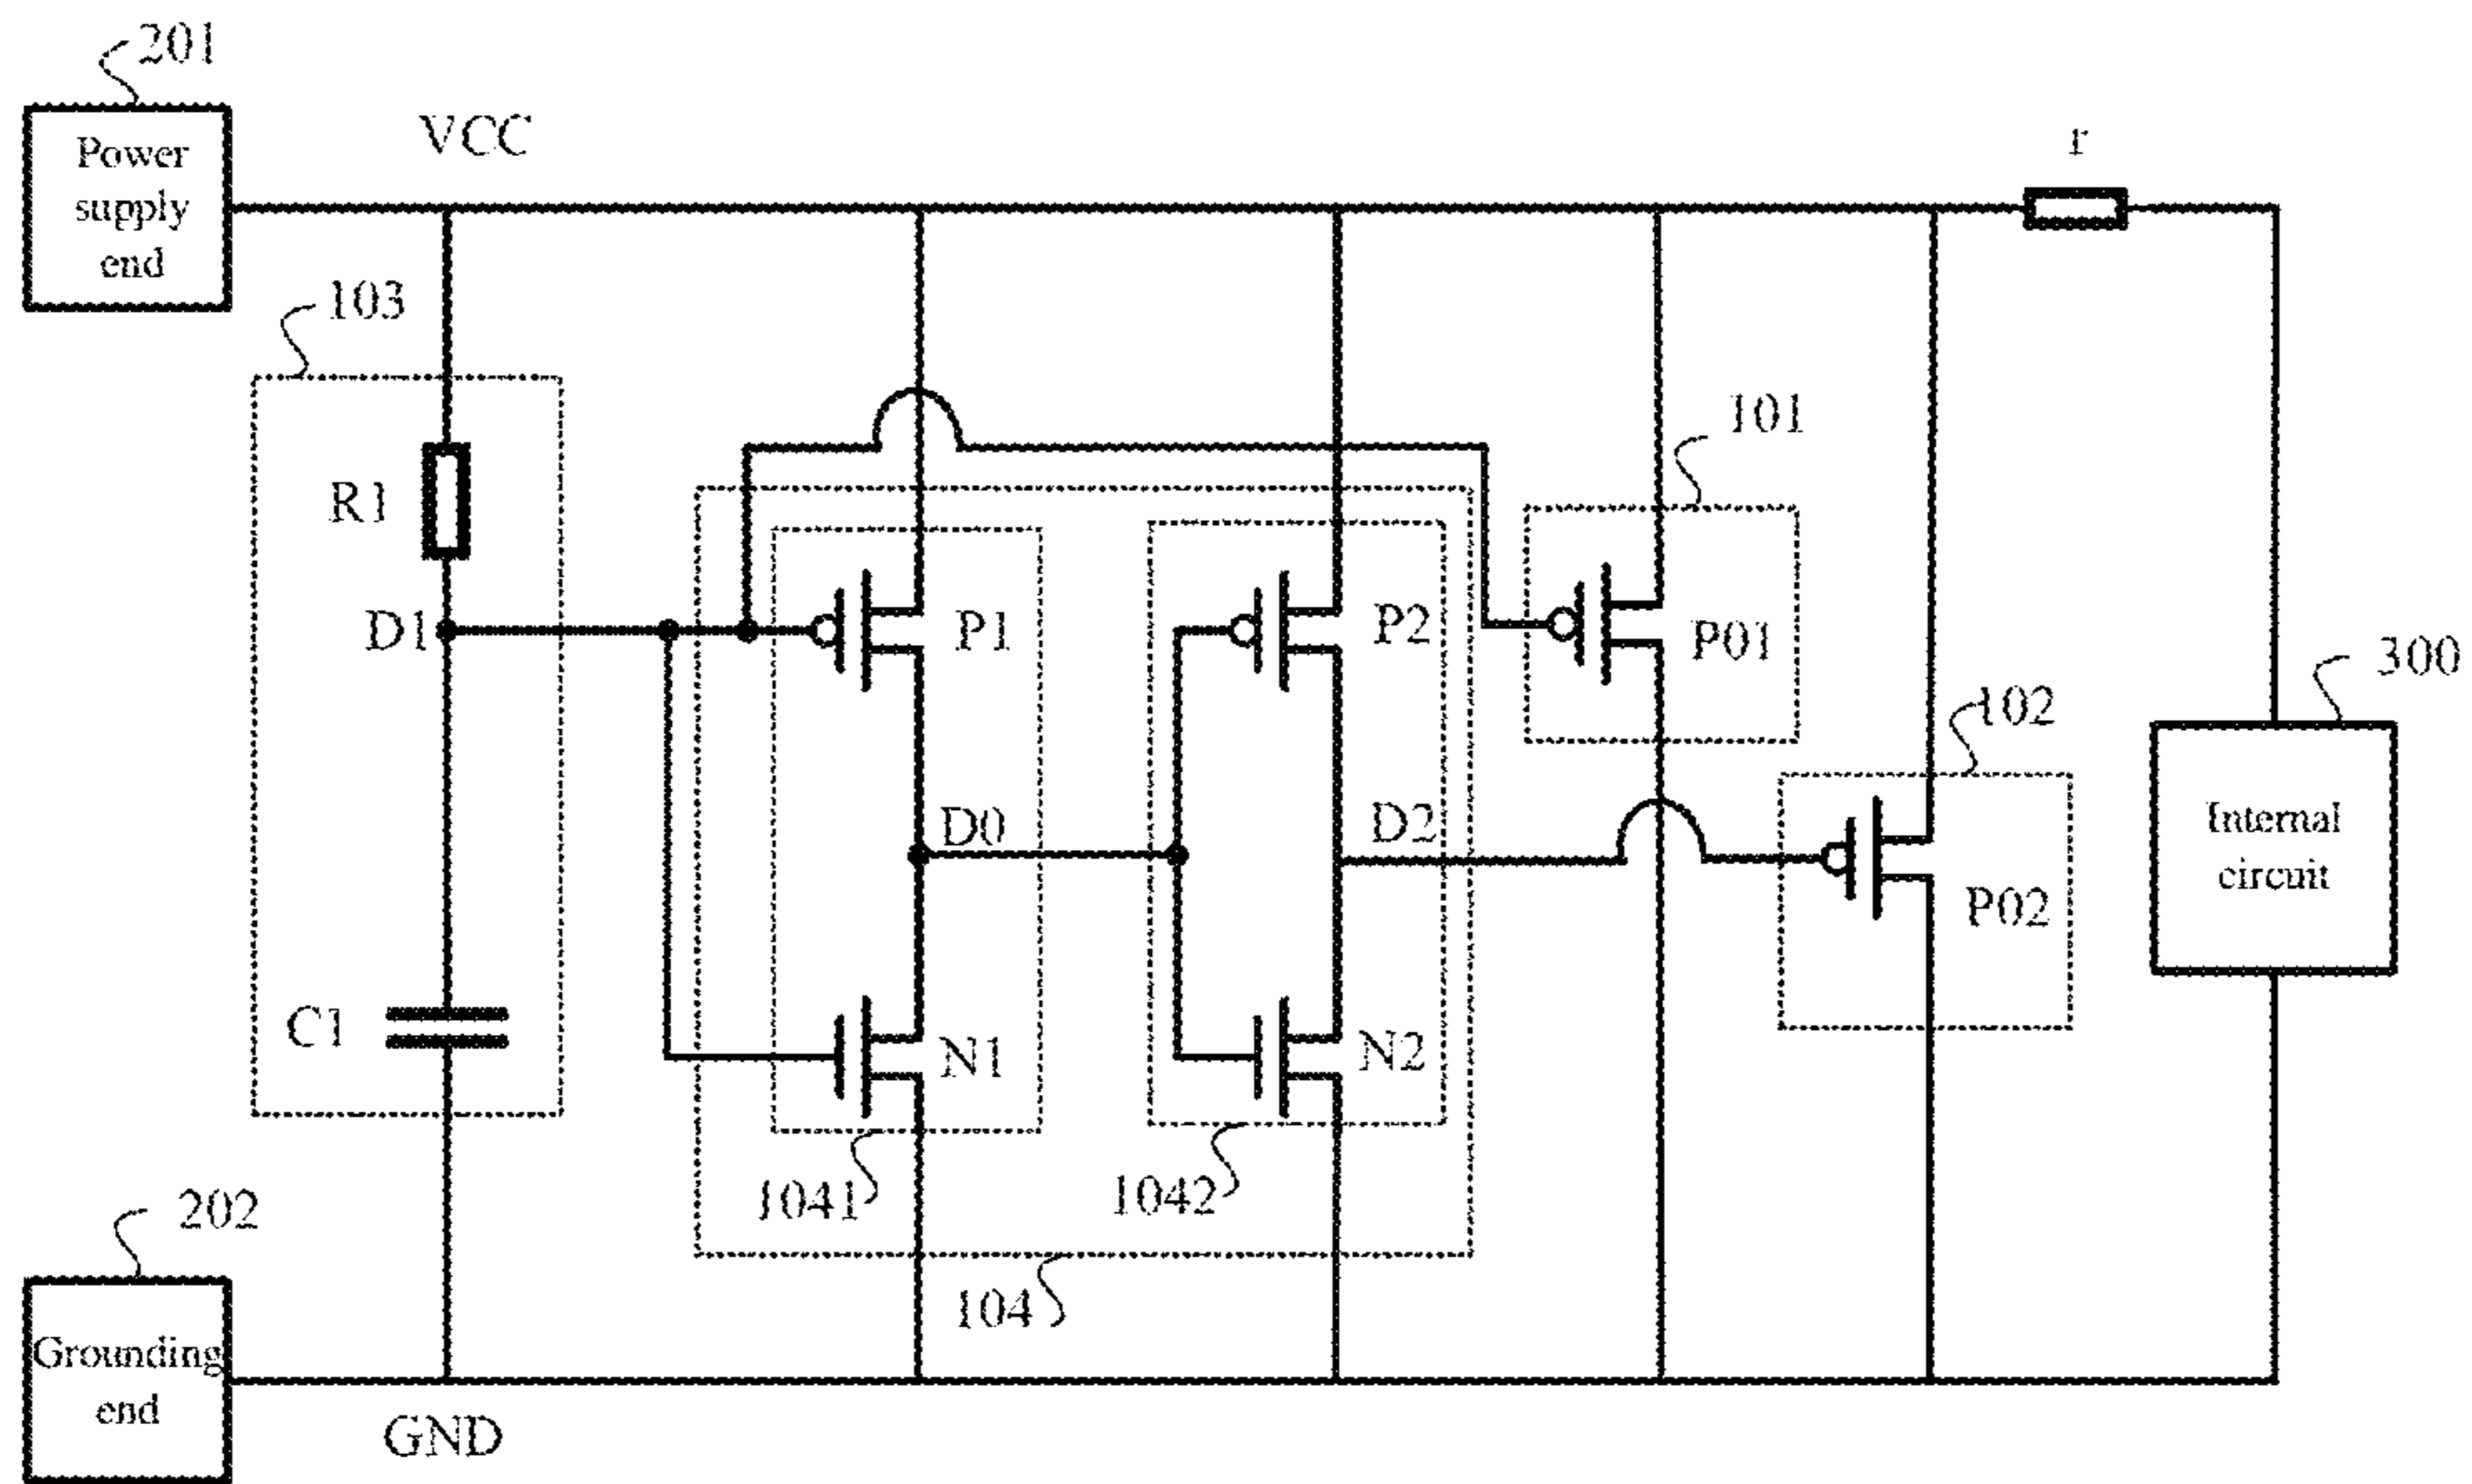 201
Power
supply
end
VCC
r
103
R1
D1
C1
101
P1
P2
P01
300
102
D0
D2
P02
Internal
circuit
N1
N2
1041
1042
104
202
Grounding
end
GND